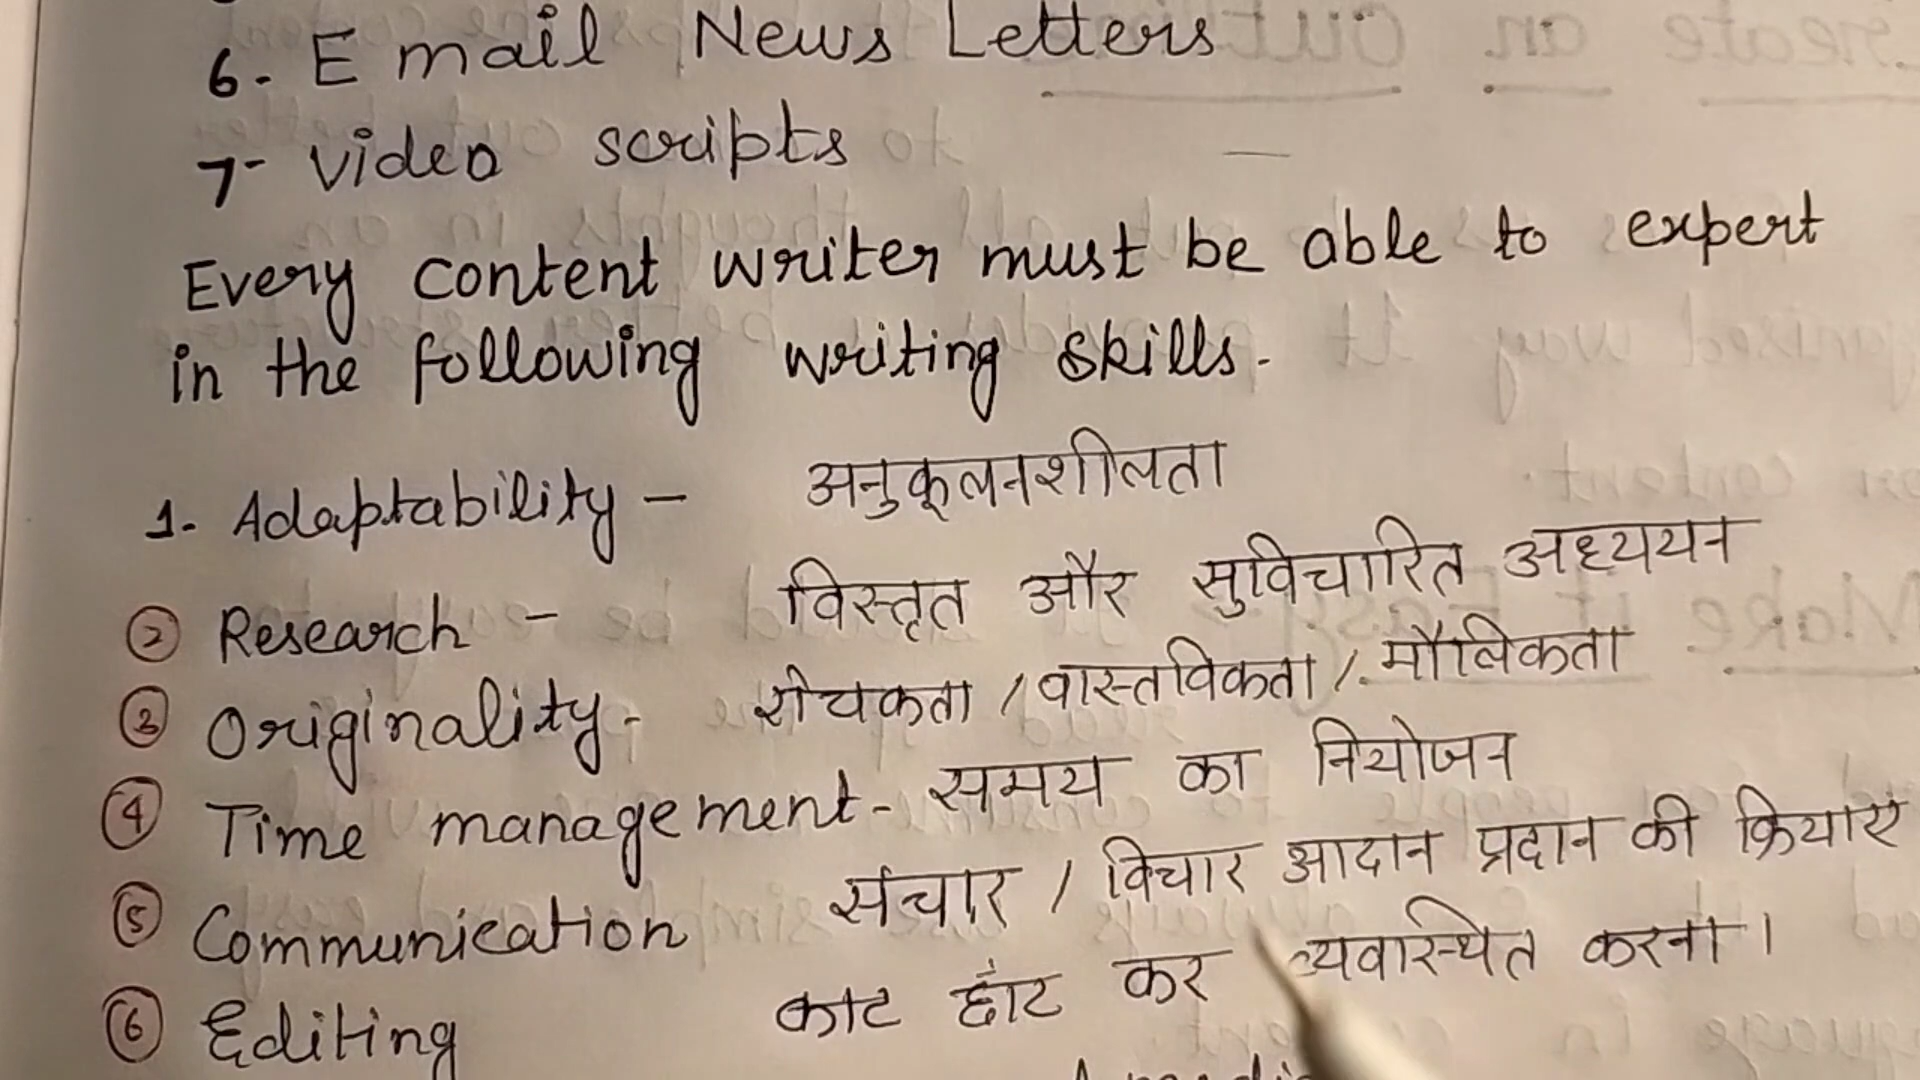 6. E mail News Letters
7- video scripts
Every content writer must be able to expert
in the following writing skills.
1. Adaptability - अनुकूलनशीलता
2 Research - विस्तृत और सुविचारित अध्ययन
3 Originality - रोचकता / वास्तविकता / मौलिकता
4 Time management - समय का नियोजन
5 Communication संचार / विचार आदान प्रदान की क्रियाएं
6 Editing काट छाँट कर व्यवस्थित करना ।